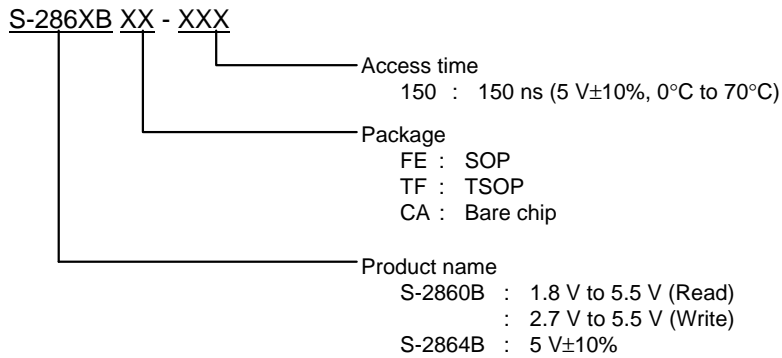 S-286XB XX - XXX
Access time
150 : 150 ns (5 V±10%, 0°C to 70°C)
Package
FE : SOP
TF : TSOP
CA : Bare chip
Product name
S-2860B : 1.8 V to 5.5 V (Read)
: 2.7 V to 5.5 V (Write)
S-2864B : 5 V±10%